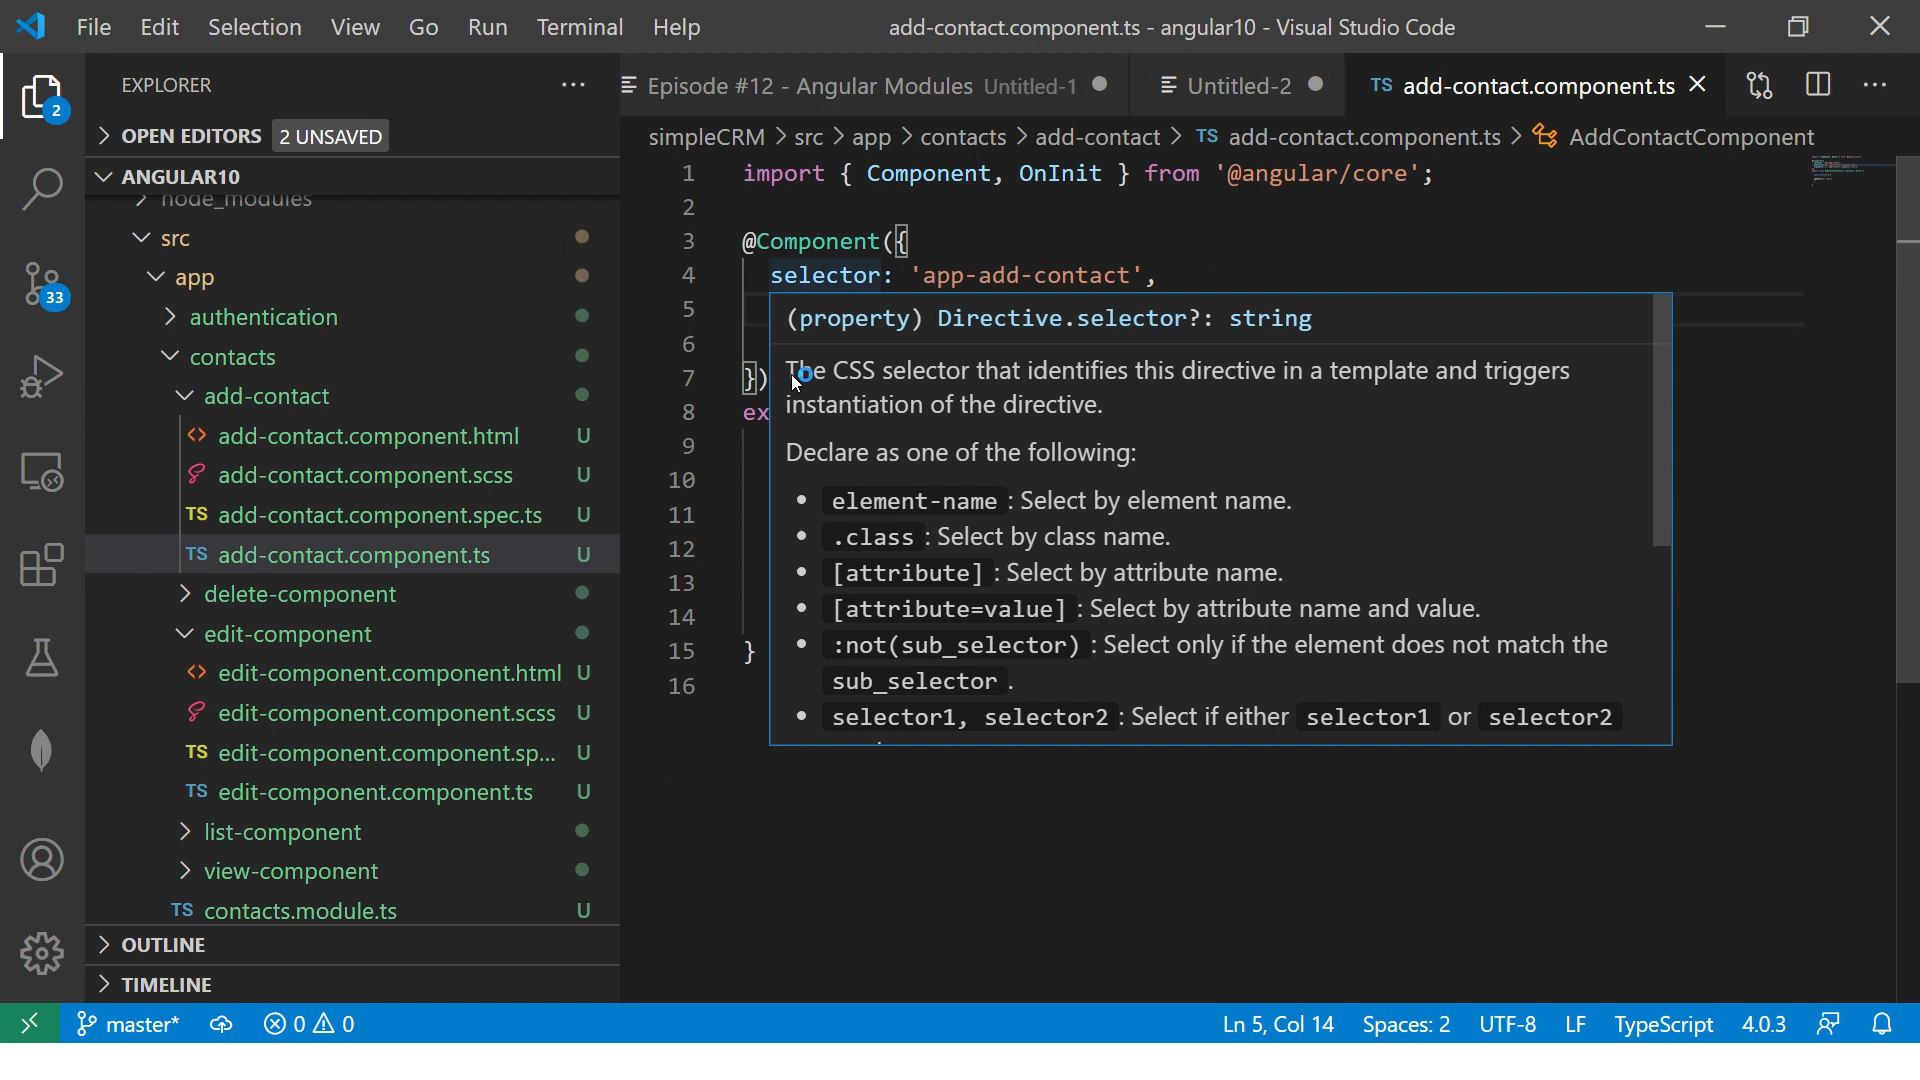 File Edit Selection View Go Run Terminal Help
add-contact.component.ts - angular10 - Visual Studio Code
EXPLORER
Episode #12 - Angular Modules Untitled-1
Untitled-2
TS add-contact.component.ts
2
OPEN EDITORS 2 UNSAVED
simpleCRM > src > app > contacts > add-contact > TS add-contact.component.ts > AddContactComponent
ANGULAR10
node_modules
src
app
authentication
contacts
add-contact
add-contact.component.html U
add-contact.component.scss U
TS add-contact.component.spec.ts U
TS add-contact.component.ts U
delete-component
edit-component
edit-component.component.html U
edit-component.component.scss U
TS edit-component.component.sp... U
TS edit-component.component.ts U
list-component
view-component
TS contacts.module.ts U
OUTLINE
TIMELINE
33
1 import { Component, OnInit } from '@angular/core';
2
3 @Component({
4 selector: 'app-add-contact',
5
6
7 })
8 ex
9
10
11
12
13
14
15 }
16
(property) Directive.selector?: string
The CSS selector that identifies this directive in a template and triggers
instantiation of the directive.
Declare as one of the following:
• element-name : Select by element name.
• .class : Select by class name.
• [attribute] : Select by attribute name.
• [attribute=value] : Select by attribute name and value.
• :not(sub_selector) : Select only if the element does not match the
sub_selector .
• selector1, selector2 : Select if either selector1 or selector2
master* 0 0
Ln 5, Col 14 Spaces: 2 UTF-8 LF TypeScript 4.0.3